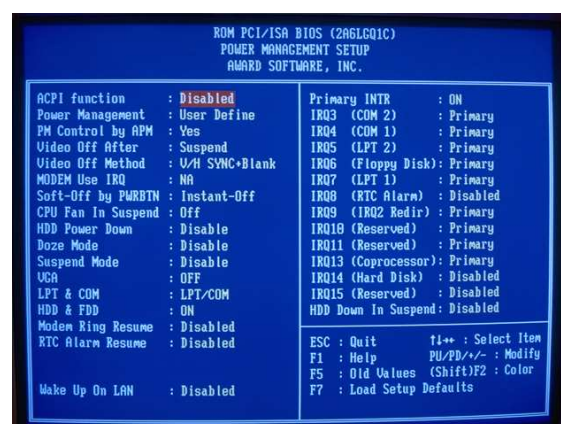 ROM PCI/ISA BIOS (2A6LGQ1C)
POWER MANAGEMENT SETUP
AWARD SOFTWARE, INC.
ACPI function : Disabled
Power Management : User Define
PM Control by APM : Yes
Video Off After : Suspend
Video Off Method : V/H SYNC+Blank
MODEM Use IRQ : NA
Soft-Off by PWRBTN : Instant-Off
CPU Fan In Suspend : Off
HDD Power Down : Disable
Doze Mode : Disable
Suspend Mode : Disable
VGA : OFF
LPT & COM : LPT/COM
HDD & FDD : ON
Modem Ring Resume : Disabled
RTC Alarm Resume : Disabled
Wake Up On LAN : Disabled
Primary INTR : ON
IRQ3 (COM 2) : Primary
IRQ4 (COM 1) : Primary
IRQ5 (LPT 2) : Primary
IRQ6 (Floppy Disk): Primary
IRQ7 (LPT 1) : Primary
IRQ8 (RTC Alarm) : Disabled
IRQ9 (IRQ2 Redir) : Primary
IRQ10 (Reserved) : Primary
IRQ11 (Reserved) : Primary
IRQ13 (Coprocessor): Primary
IRQ14 (Hard Disk) : Disabled
IRQ15 (Reserved) : Disabled
HDD Down In Suspend: Disabled
ESC : Quit ↑↓→← : Select Item
F1 : Help PU/PD/+/- : Modify
F5 : Old Values (Shift)F2 : Color
F7 : Load Setup Defaults